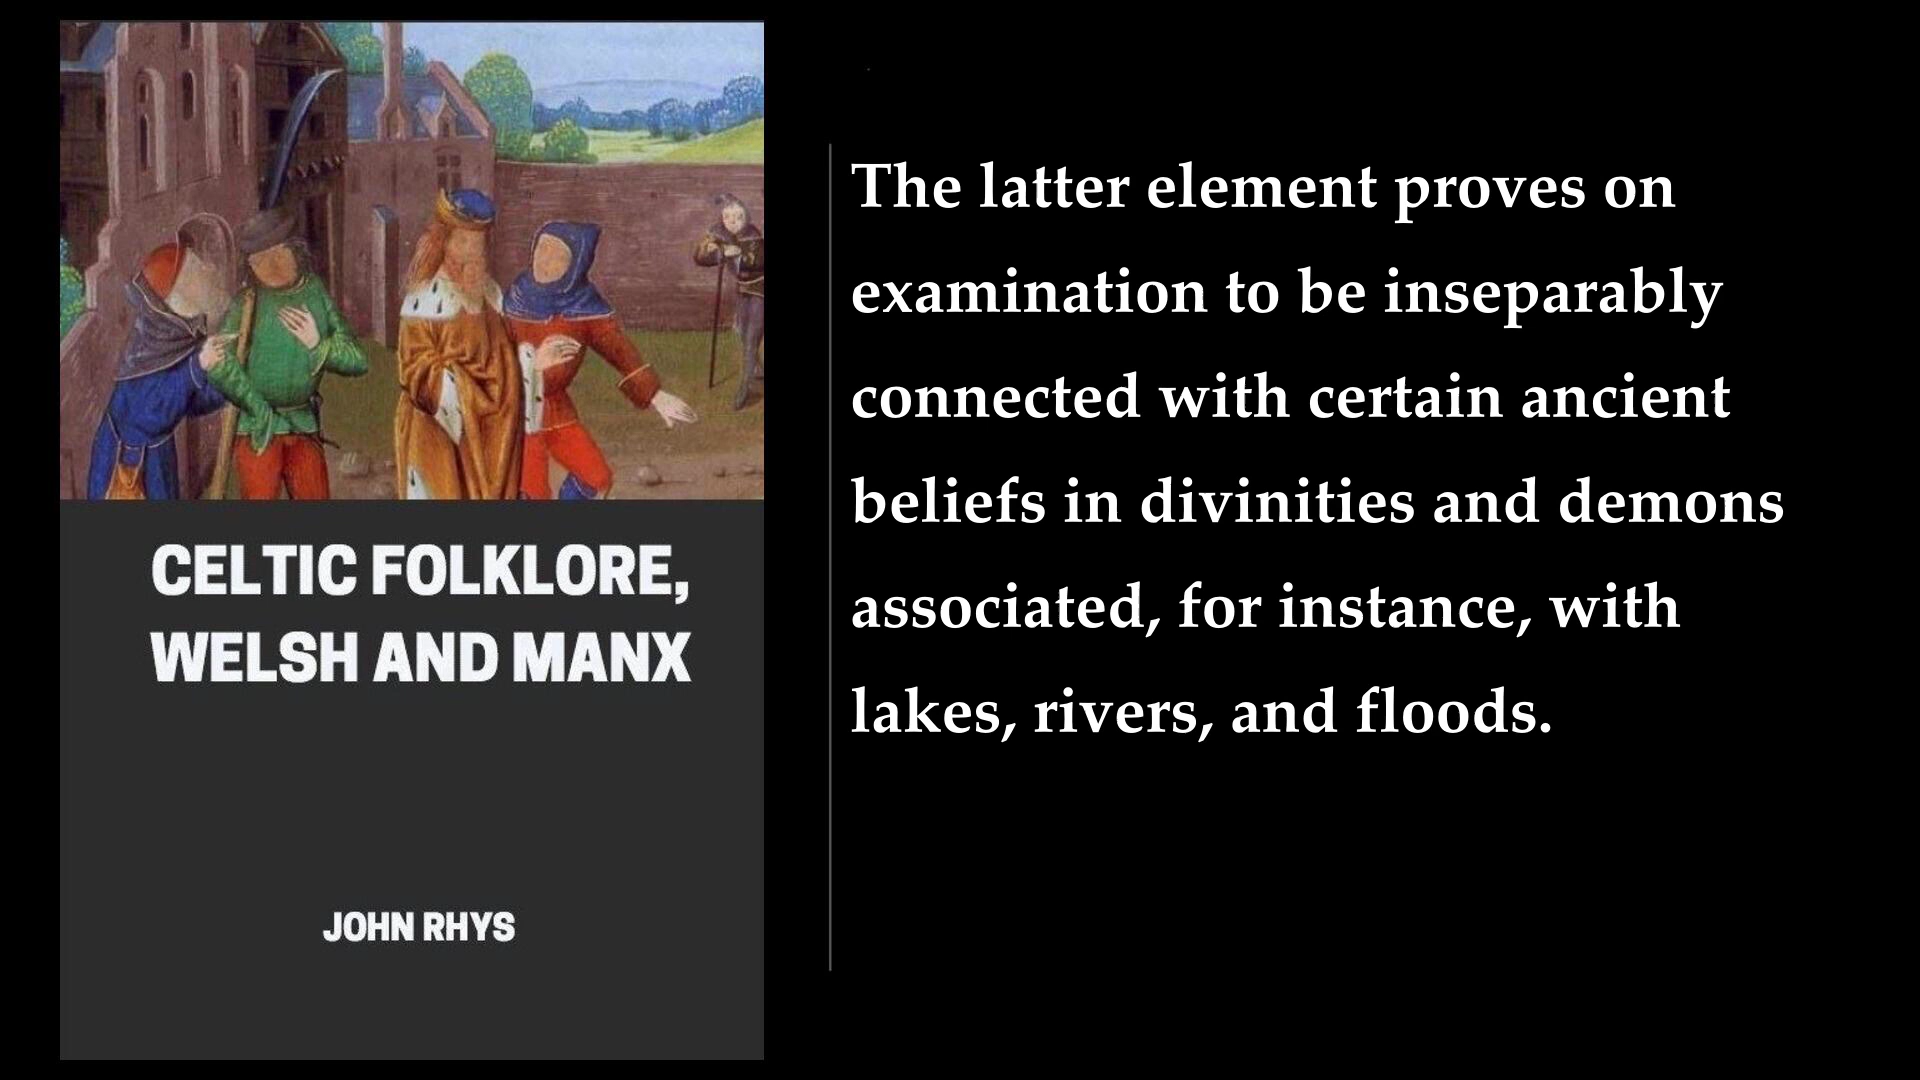 CELTIC FOLKLORE,
WELSH AND MANX
JOHN RHYS
The latter element proves on
examination to be inseparably
connected with certain ancient
beliefs in divinities and demons
associated, for instance, with
lakes, rivers, and floods.